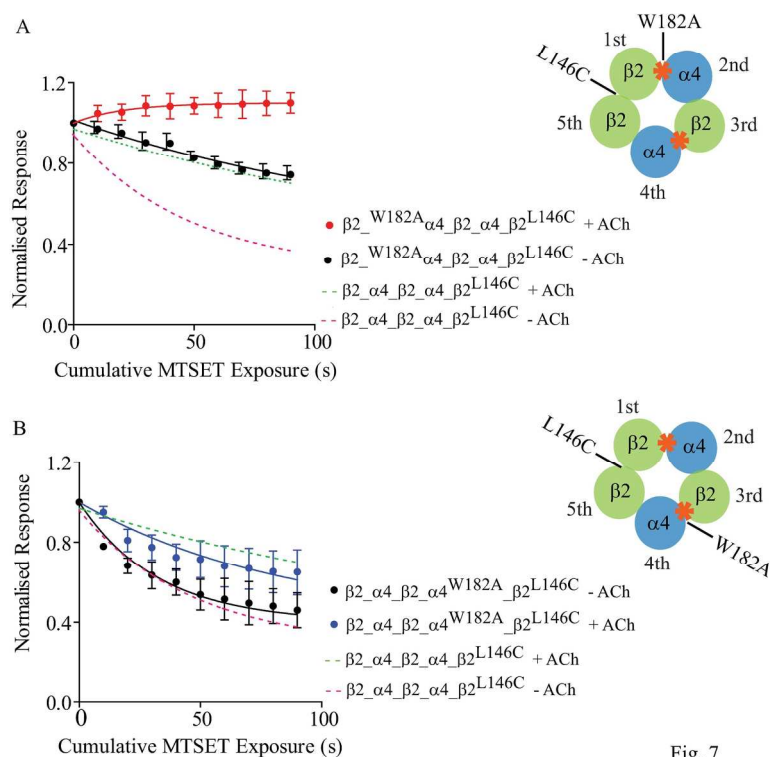 A
1.2
0.8
0.4
0.0
0
50
100
Normalised Response
Cumulative MTSET Exposure (s)
β2_W182Aα4_β2_α4_β2L146C + ACh
β2_W182Aα4_β2_α4_β2L146C - ACh
β2_α4_β2_α4_β2L146C + ACh
β2_α4_β2_α4_β2L146C - ACh
W182A
L146C
1st
β2
α4
2nd
5th
β2
β2
3rd
α4
4th
B
1.2
0.8
0.4
0.0
0
50
100
Normalised Response
Cumulative MTSET Exposure (s)
β2_α4_β2_α4W182A_β2L146C - ACh
β2_α4_β2_α4W182A_β2L146C + ACh
β2_α4_β2_α4_β2L146C + ACh
β2_α4_β2_α4_β2L146C - ACh
L146C
1st
β2
α4
2nd
5th
β2
β2
3rd
α4
4th
W182A
Fig. 7